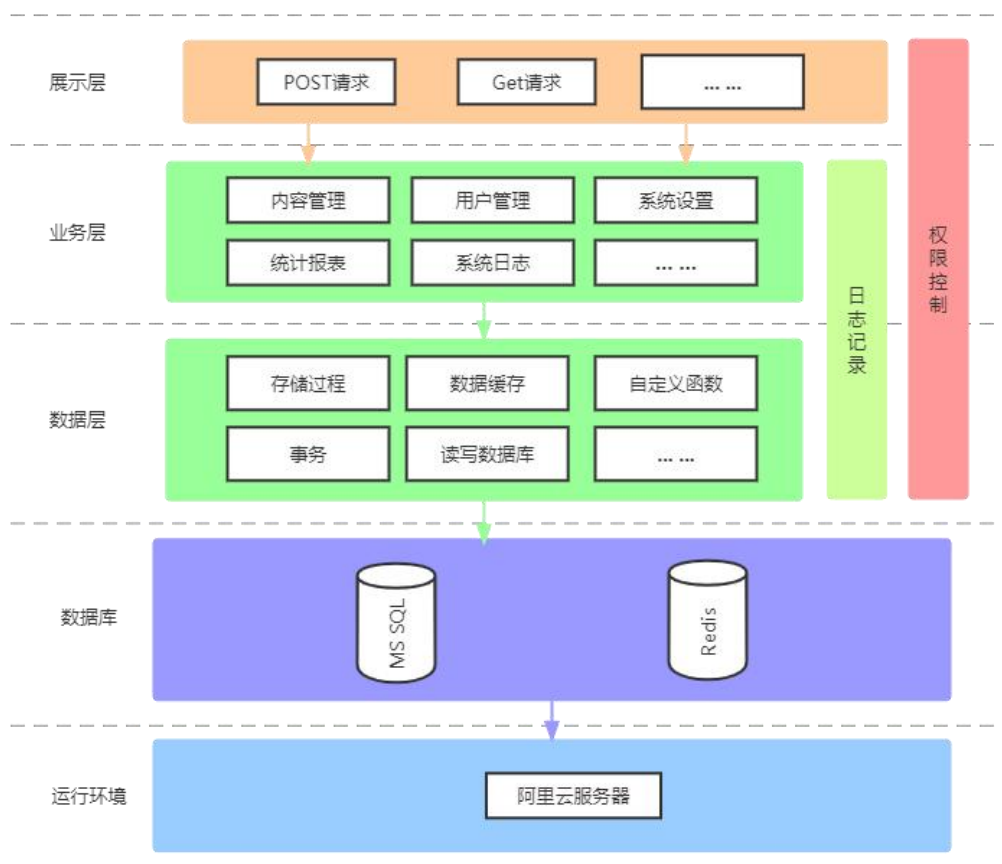 展示层
POST请求
Get请求
... ...
业务层
内容管理
用户管理
系统设置
统计报表
系统日志
... ...
数据层
存储过程
数据缓存
自定义函数
事务
读写数据库
... ...
日志记录
权限控制
数据库
MS SQL
Redis
运行环境
阿里云服务器